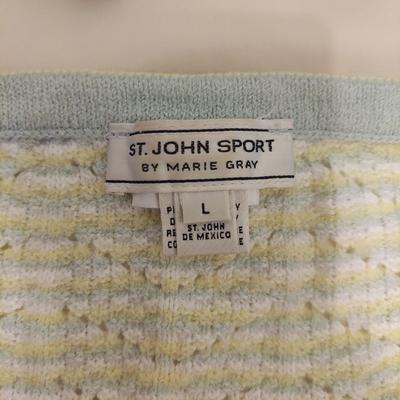 ST. JOHN SPORT
BY MARIE GRAY
L
ST. JOHN
DE MEXICO